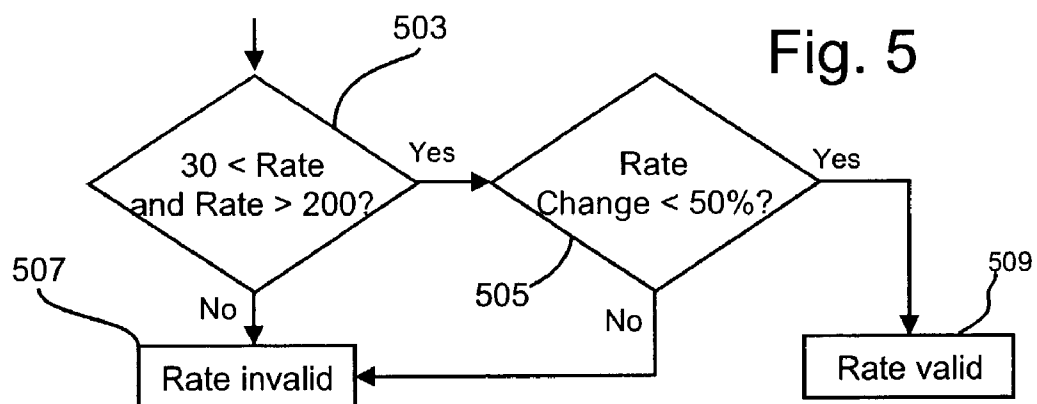 Fig. 5
503
30 < Rate
and Rate > 200?
Yes
Rate
Change < 50%?
Yes
507
No
505
No
509
Rate invalid
Rate valid